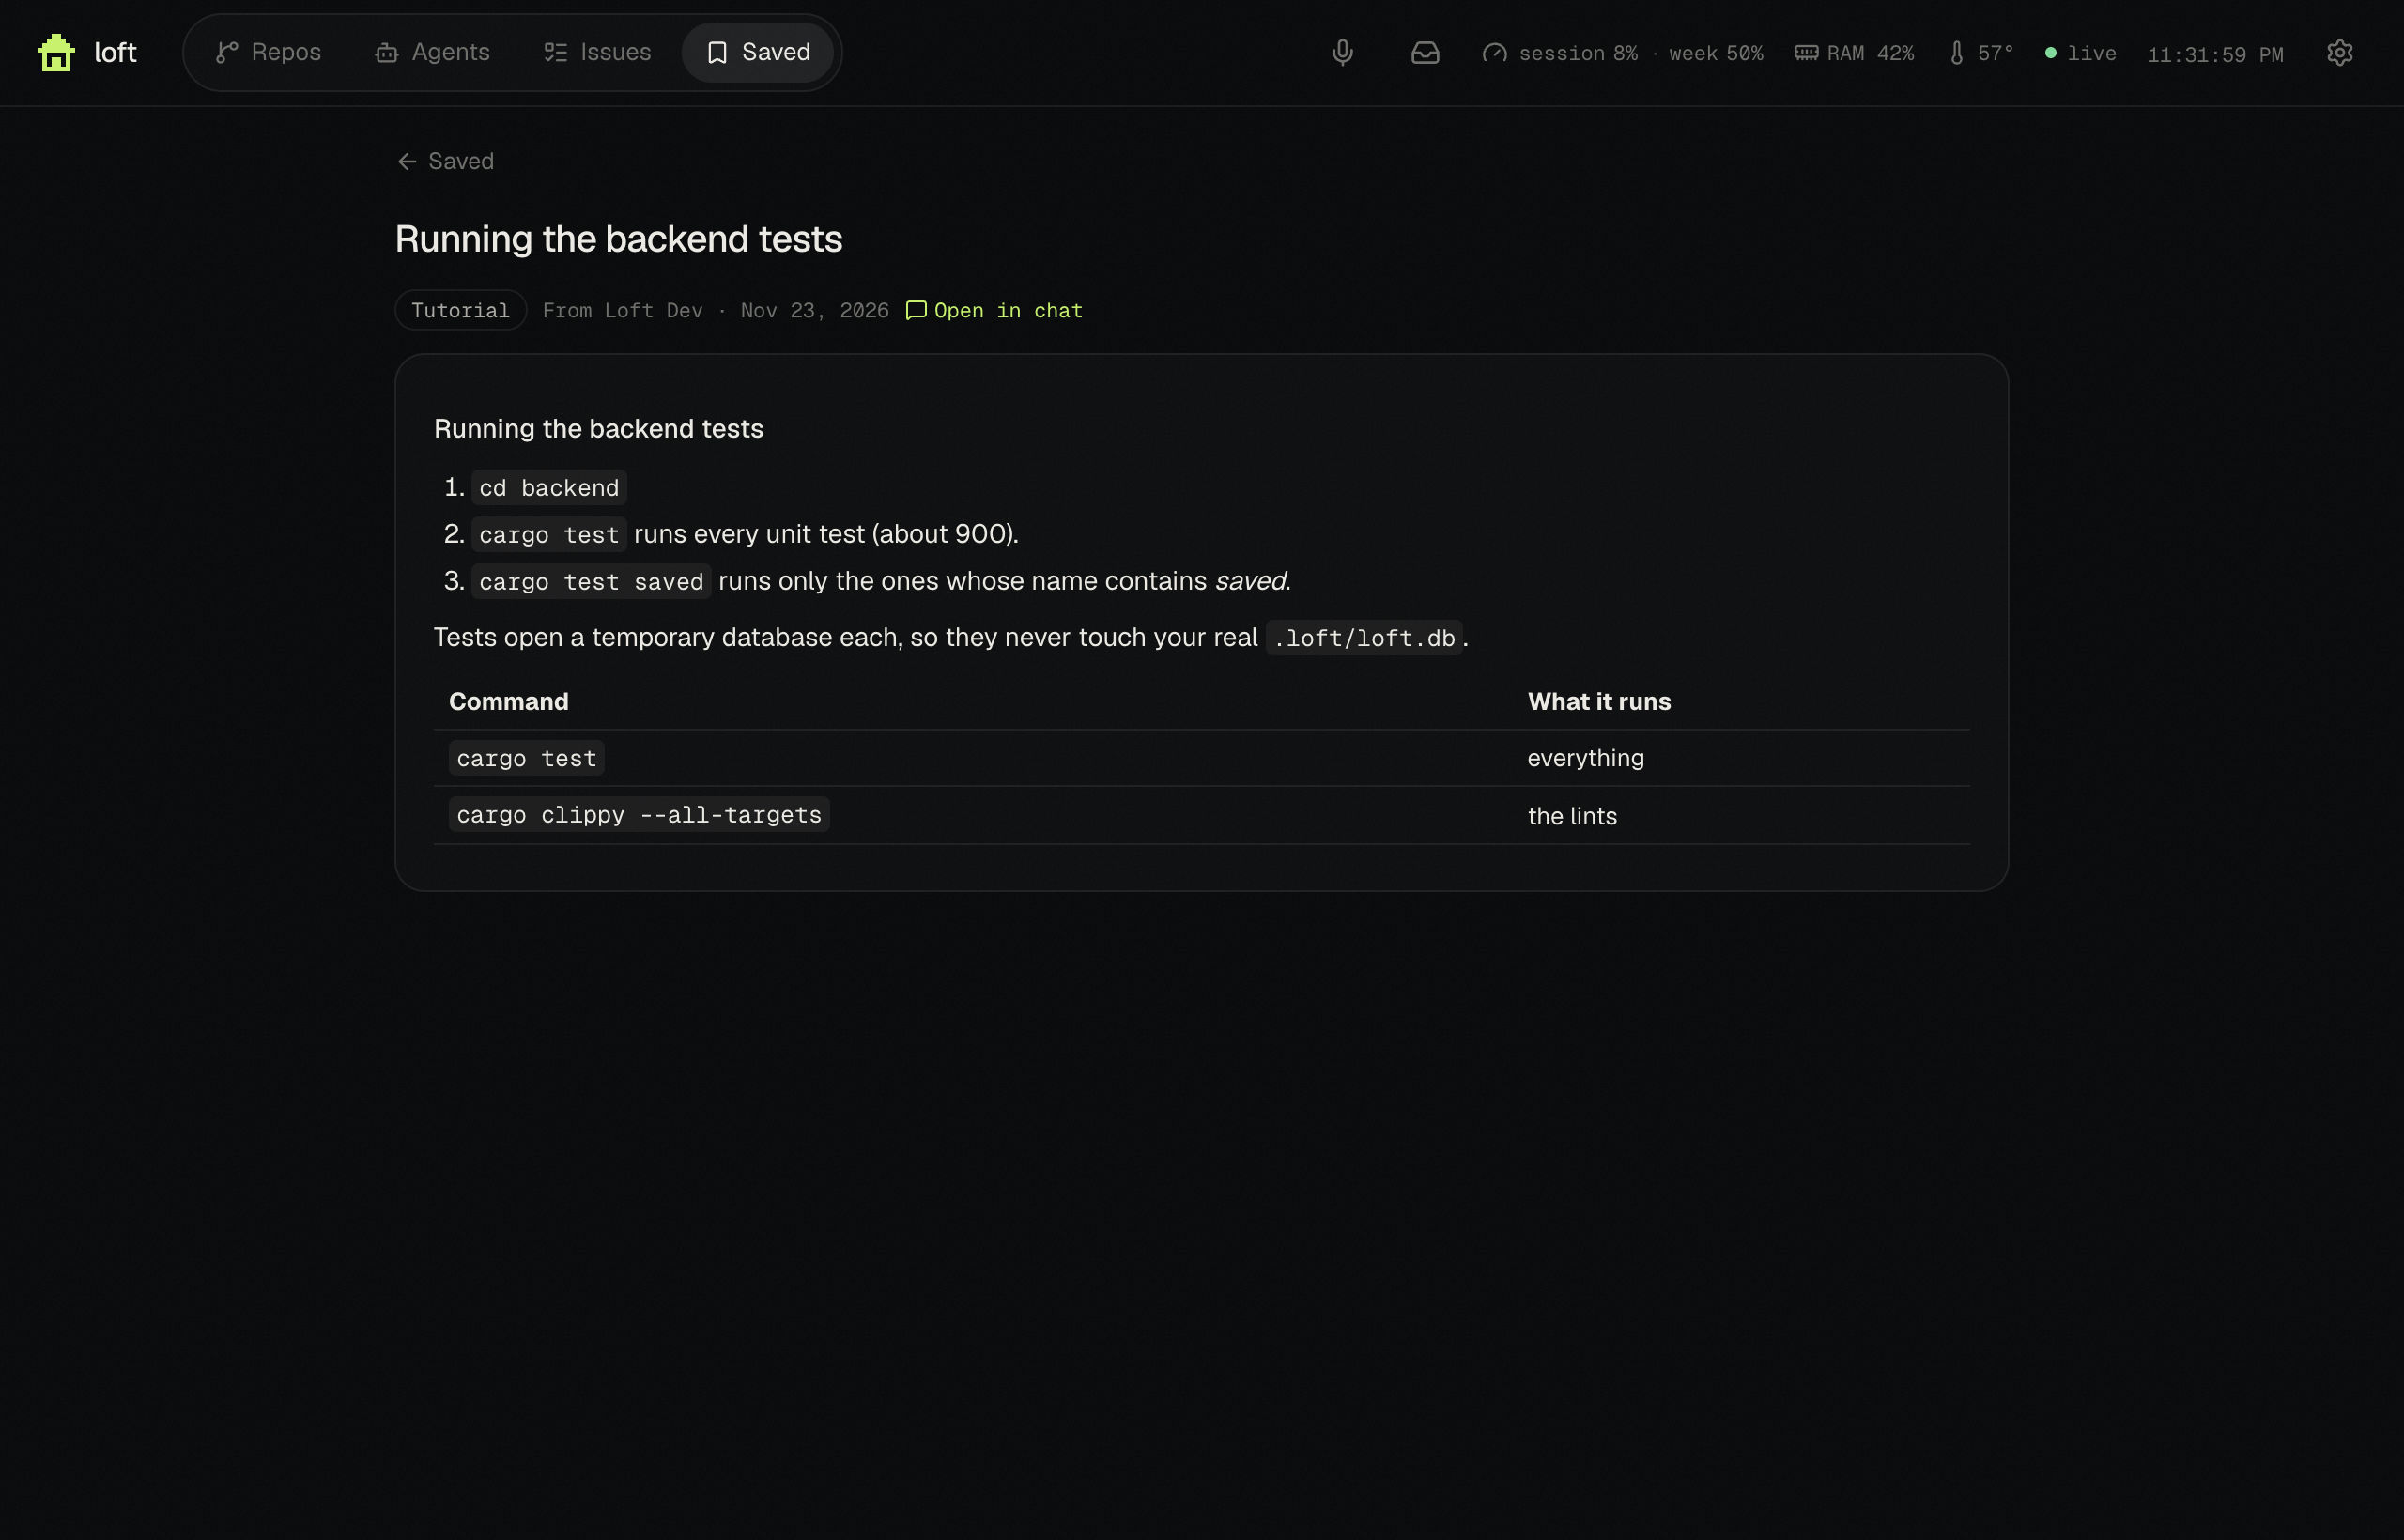 loft Repos Agents Issues Saved session 8% · week 50% RAM 42% 57° live 11:31:59 PM
← Saved
Running the backend tests
Tutorial From Loft Dev · Nov 23, 2026 Open in chat
Running the backend tests
1. cd backend
2. cargo test runs every unit test (about 900).
3. cargo test saved runs only the ones whose name contains saved.
Tests open a temporary database each, so they never touch your real .loft/loft.db.
Command What it runs
cargo test everything
cargo clippy --all-targets the lints